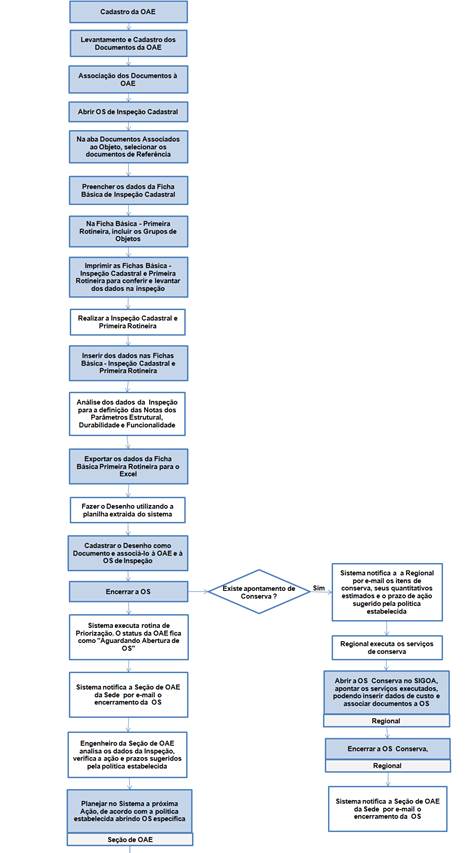 Cadastro da OAE
Levantamento e Cadastro dos
Documentos da OAE
Associação dos Documentos à
OAE
Abrir OS de Inspeção Cadastral
Na aba Documentos Associados
ao Objeto, selecionar os
documentos de Referência
Preencher os dados da Ficha
Básica de Inspeção Cadastral
Na Ficha Básica - Primeira
Rotineira, incluir os Grupos de
Objetos
Imprimir as Fichas Básica -
Inspeção Cadastral e Primeira
Rotineira para conferir e levantar
dos dados na inspeção
Realizar a Inspeção Cadastral e
Primeira Rotineira
Inserir dos dados nas Fichas
Básica - Inspeção Cadastral e
Primeira Rotineira
Análise dos dados da Inspeção
para a definição das Notas dos
Parâmetros Estrutural,
Durabilidade e Funcionalidade
Exportar os dados da Ficha
Básica Primeira Rotineira para o
Excel
Fazer o Desenho utilizando a
planilha extraída do sistema
Cadastrar o Desenho como
Documento e associá-lo à OAE e à
OS de Inspeção
Encerrar a OS
Existe apontamento de
Conserva ?
Sim
Sistema executa rotina de
Priorização. O status da OAE fica
como "Aguardando Abertura de
OS"
Sistema notifica a Seção de OAE
da Sede por e-mail o
encerramento da OS
Engenheiro da Seção de OAE
analisa os dados da Inspeção,
verifica a ação e prazos sugeridos
pela política estabelecida
Planejar no Sistema a próxima
Ação, de acordo com a política
estabelecida abrindo OS especifica
Seção de OAE
Sistema notifica a a Regional
por e-mail os itens de
conserva, seus quantitativos
estimados e o prazo de ação
sugerido pela política
estabelecida
Regional executa os serviços
de conserva
Abrir a OS Conserva no SIGOA,
apontar os serviços executados,
podendo inserir dados de custo e
associar documentos a OS
Regional
Encerrar a OS Conserva,
Regional
Sistema notifica a Seção de OAE
da Sede por e-mail o
encerramento da OS